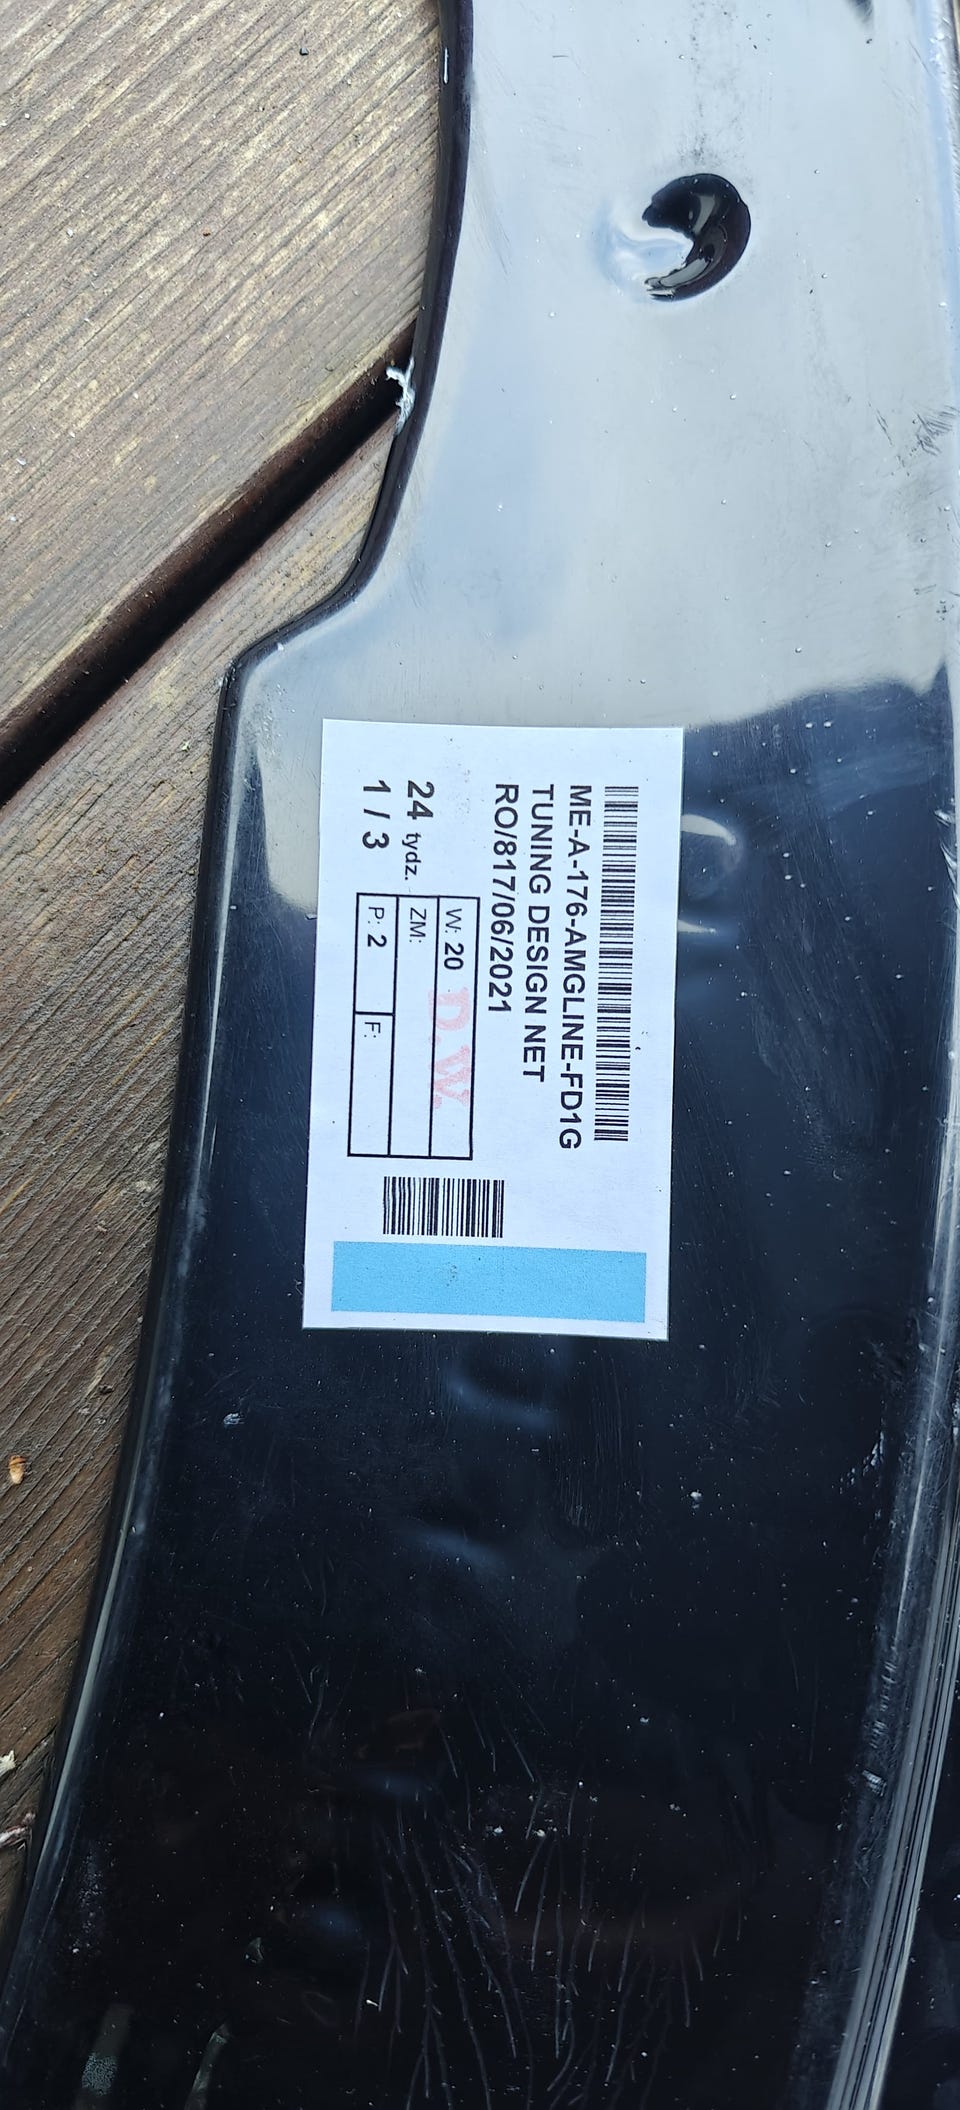 ME-A-176-AMGLINE-FD1G
TUNING DESIGN NET
RO/817/06/2021
24 tydz.
1 / 3
W: 20
D.W.
ZM:
P: 2
F: